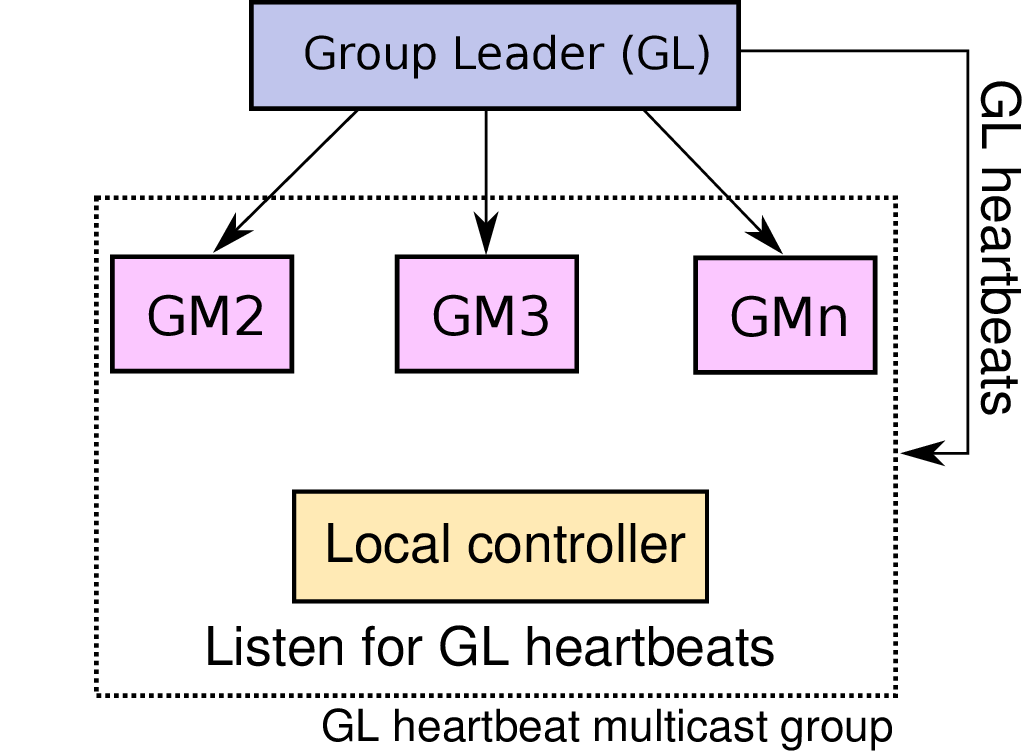 Group Leader (GL)
GL heartbeats
GM2
GM3
GMn
Local controller
Listen for GL heartbeats
GL heartbeat multicast group